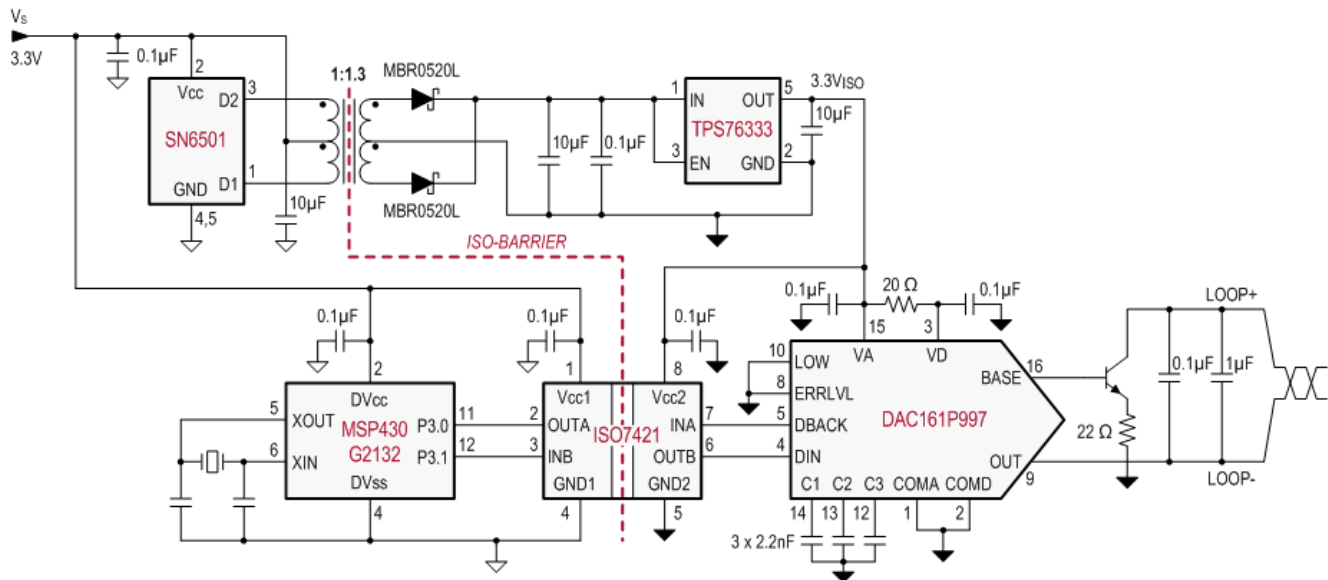 VS
3.3V
0.1µF
2
Vcc
D2
3
SN6501
D1
1
GND
4,5
10µF
1:1.3
MBR0520L
MBR0520L
10µF
0.1µF
1
IN
OUT
5
3.3VISO
TPS76333
3
EN
GND
2
10µF
ISO-BARRIER
0.1µF
2
DVcc
5
XOUT
MSP430
G2132
P3.0
11
6
XIN
P3.1
12
DVss
4
0.1µF
1
Vcc1
2
OUTA
3
INB
GND1
4
ISO7421
0.1µF
8
Vcc2
INA
7
OUTB
6
GND2
5
0.1µF
20 Ω
0.1µF
15
3
VA
VD
10
LOW
8
ERRLVL
5
DBACK
4
DIN
DAC161P997
BASE
16
OUT
9
C1
C2
C3
COMA
COMD
14
13
12
1
2
3 x 2.2nF
22 Ω
0.1µF
1µF
LOOP+
LOOP-